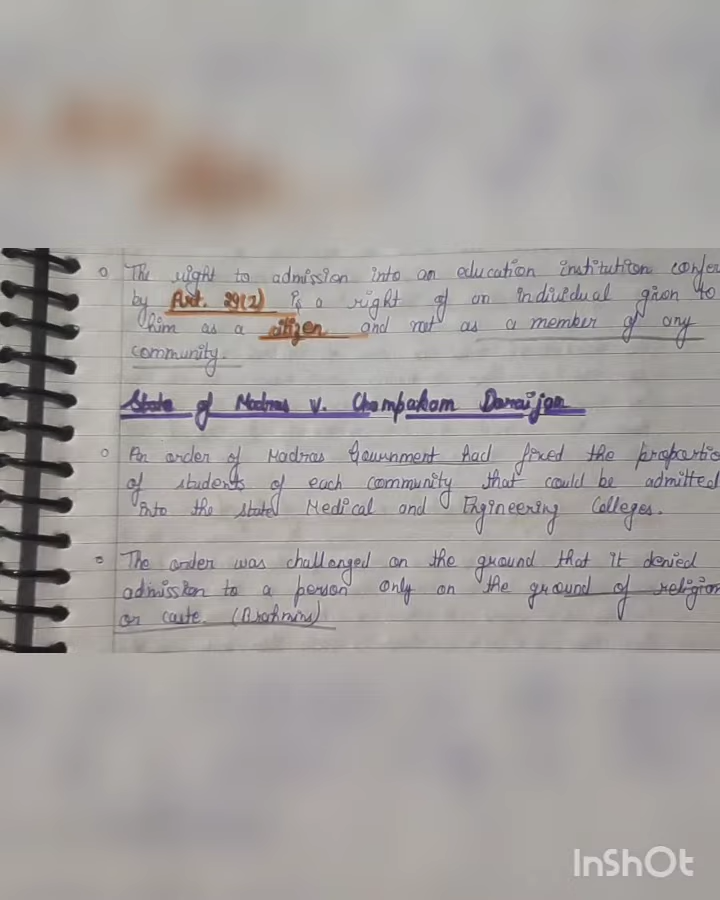 The right to admission into an education institution confer
by Art. 29(2) is a right of an individual given to
him as a citizen and not as a member of any
community.
State of Madras v. Champakam Doraijan
An order of Madras Government had fixed the proportio
of students of each community that could be admitted
into the state Medical and Engineering Colleges.
The order was challanged on the ground that it denied
admission to a person only on the ground of religion
or caste. (Brahmins)
InShOt